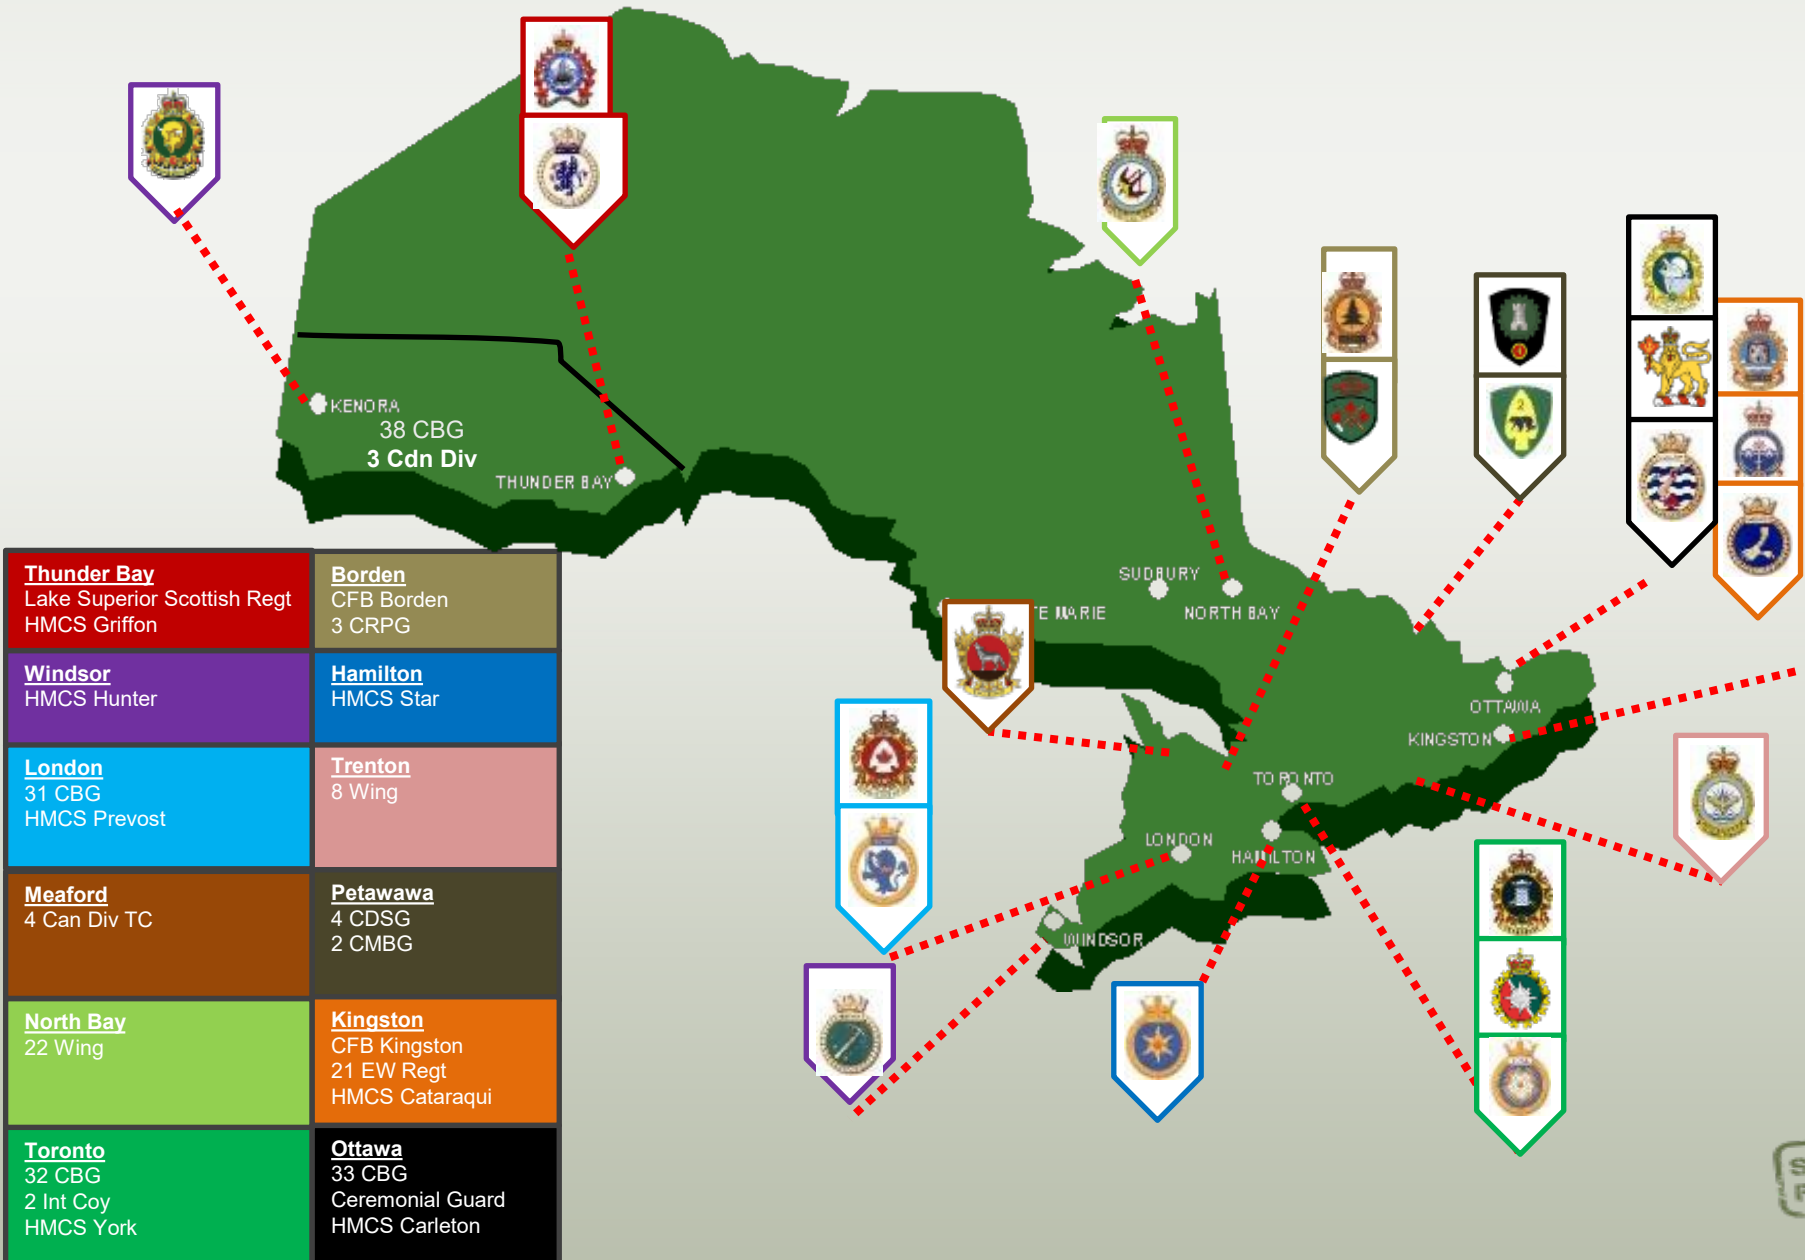 KENORA
38 CBG
3 Cdn Div
THUNDER BAY
SUDBURY
NORTH BAY
MARIE
OTTAWA
KINGSTON
TORONTO
LONDON
HAMILTON
WINDSOR
Thunder Bay
Lake Superior Scottish Regt
HMCS Griffon
Borden
CFB Borden
3 CRPG
Windsor
HMCS Hunter
Hamilton
HMCS Star
London
31 CBG
HMCS Prevost
Trenton
8 Wing
Meaford
4 Can Div TC
Petawawa
4 CDSG
2 CMBG
North Bay
22 Wing
Kingston
CFB Kingston
21 EW Regt
HMCS Cataraqui
Toronto
32 CBG
2 Int Coy
HMCS York
Ottawa
33 CBG
Ceremonial Guard
HMCS Carleton